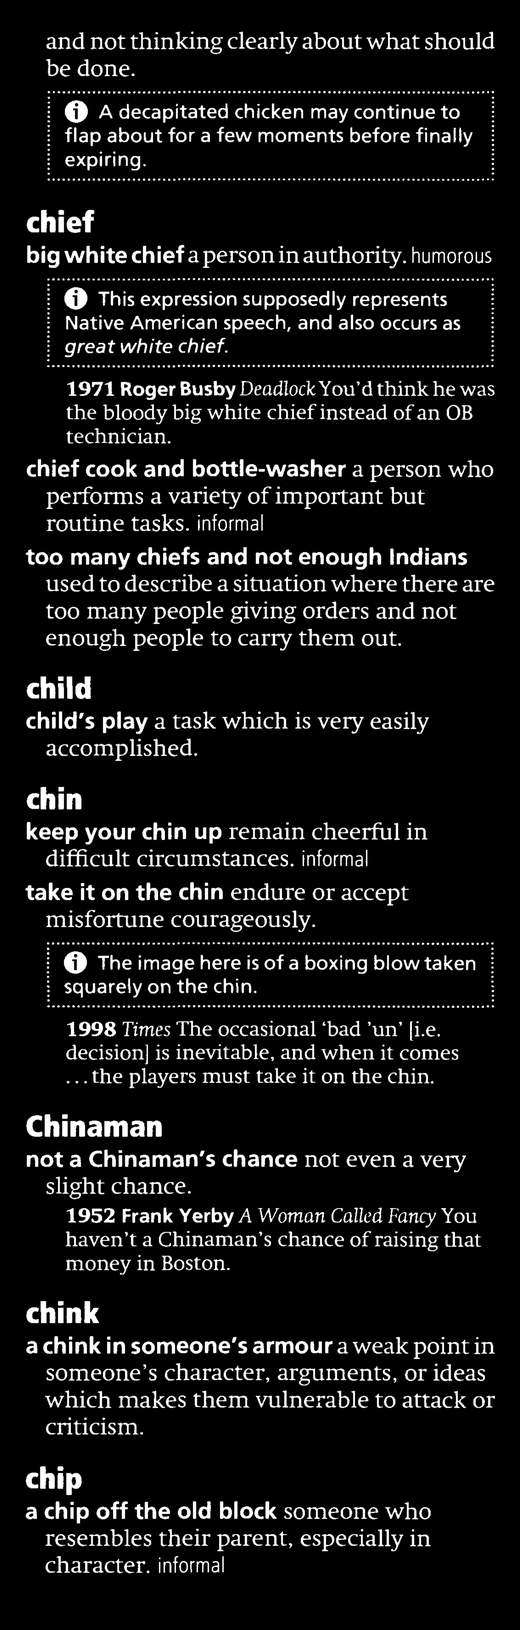 and not thinking clearly about what should
be done.
ⓘ A decapitated chicken may continue to
flap about for a few moments before finally
expiring.
chief
big white chief a person in authority. humorous
ⓘ This expression supposedly represents
Native American speech, and also occurs as
great white chief.
1971 Roger Busby Deadlock You'd think he was
the bloody big white chief instead of an OB
technician.
chief cook and bottle-washer a person who
performs a variety of important but
routine tasks. informal
too many chiefs and not enough Indians
used to describe a situation where there are
too many people giving orders and not
enough people to carry them out.
child
child's play a task which is very easily
accomplished.
chin
keep your chin up remain cheerful in
difficult circumstances. informal
take it on the chin endure or accept
misfortune courageously.
ⓘ The image here is of a boxing blow taken
squarely on the chin.
1998 Times The occasional ‘bad ’un’ [i.e.
decision] is inevitable, and when it comes
... the players must take it on the chin.
Chinaman
not a Chinaman's chance not even a very
slight chance.
1952 Frank Yerby A Woman Called Fancy You
haven't a Chinaman's chance of raising that
money in Boston.
chink
a chink in someone's armour a weak point in
someone's character, arguments, or ideas
which makes them vulnerable to attack or
criticism.
chip
a chip off the old block someone who
resembles their parent, especially in
character. informal